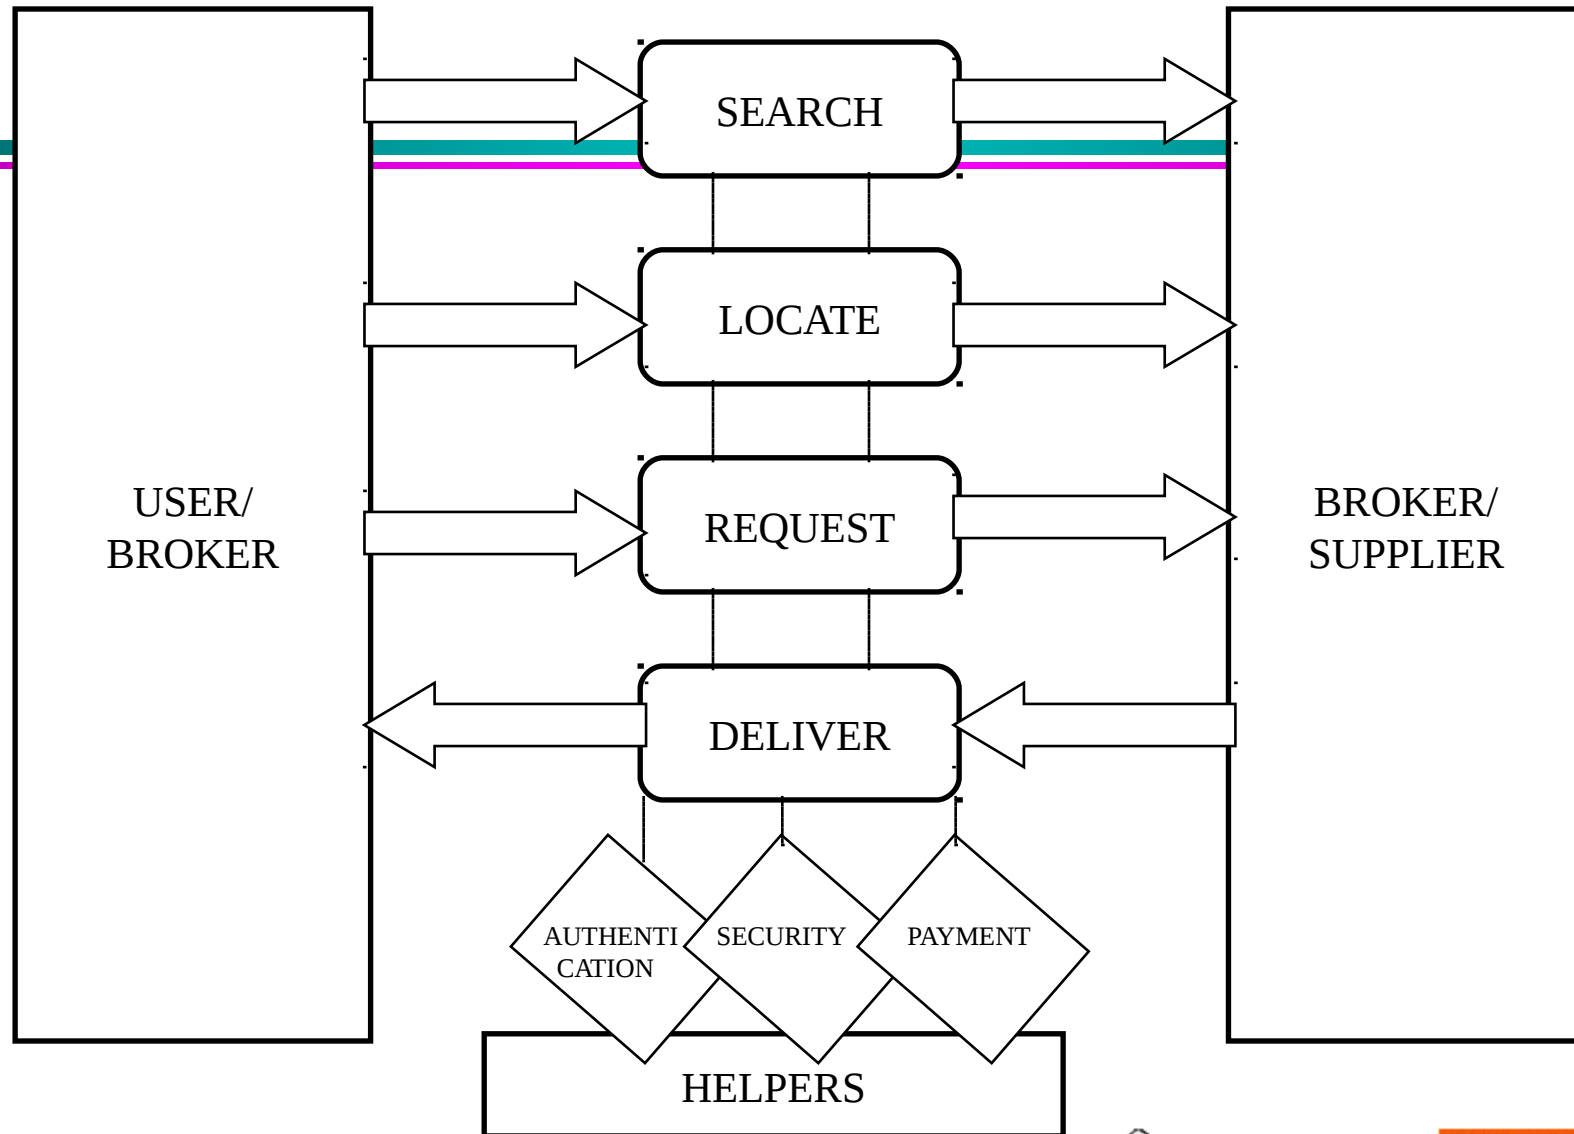 SEARCH
LOCATE
REQUEST
DELIVER
USER/
BROKER
BROKER/
SUPPLIER
AUTHENTI
CATION
SECURITY
PAYMENT
HELPERS